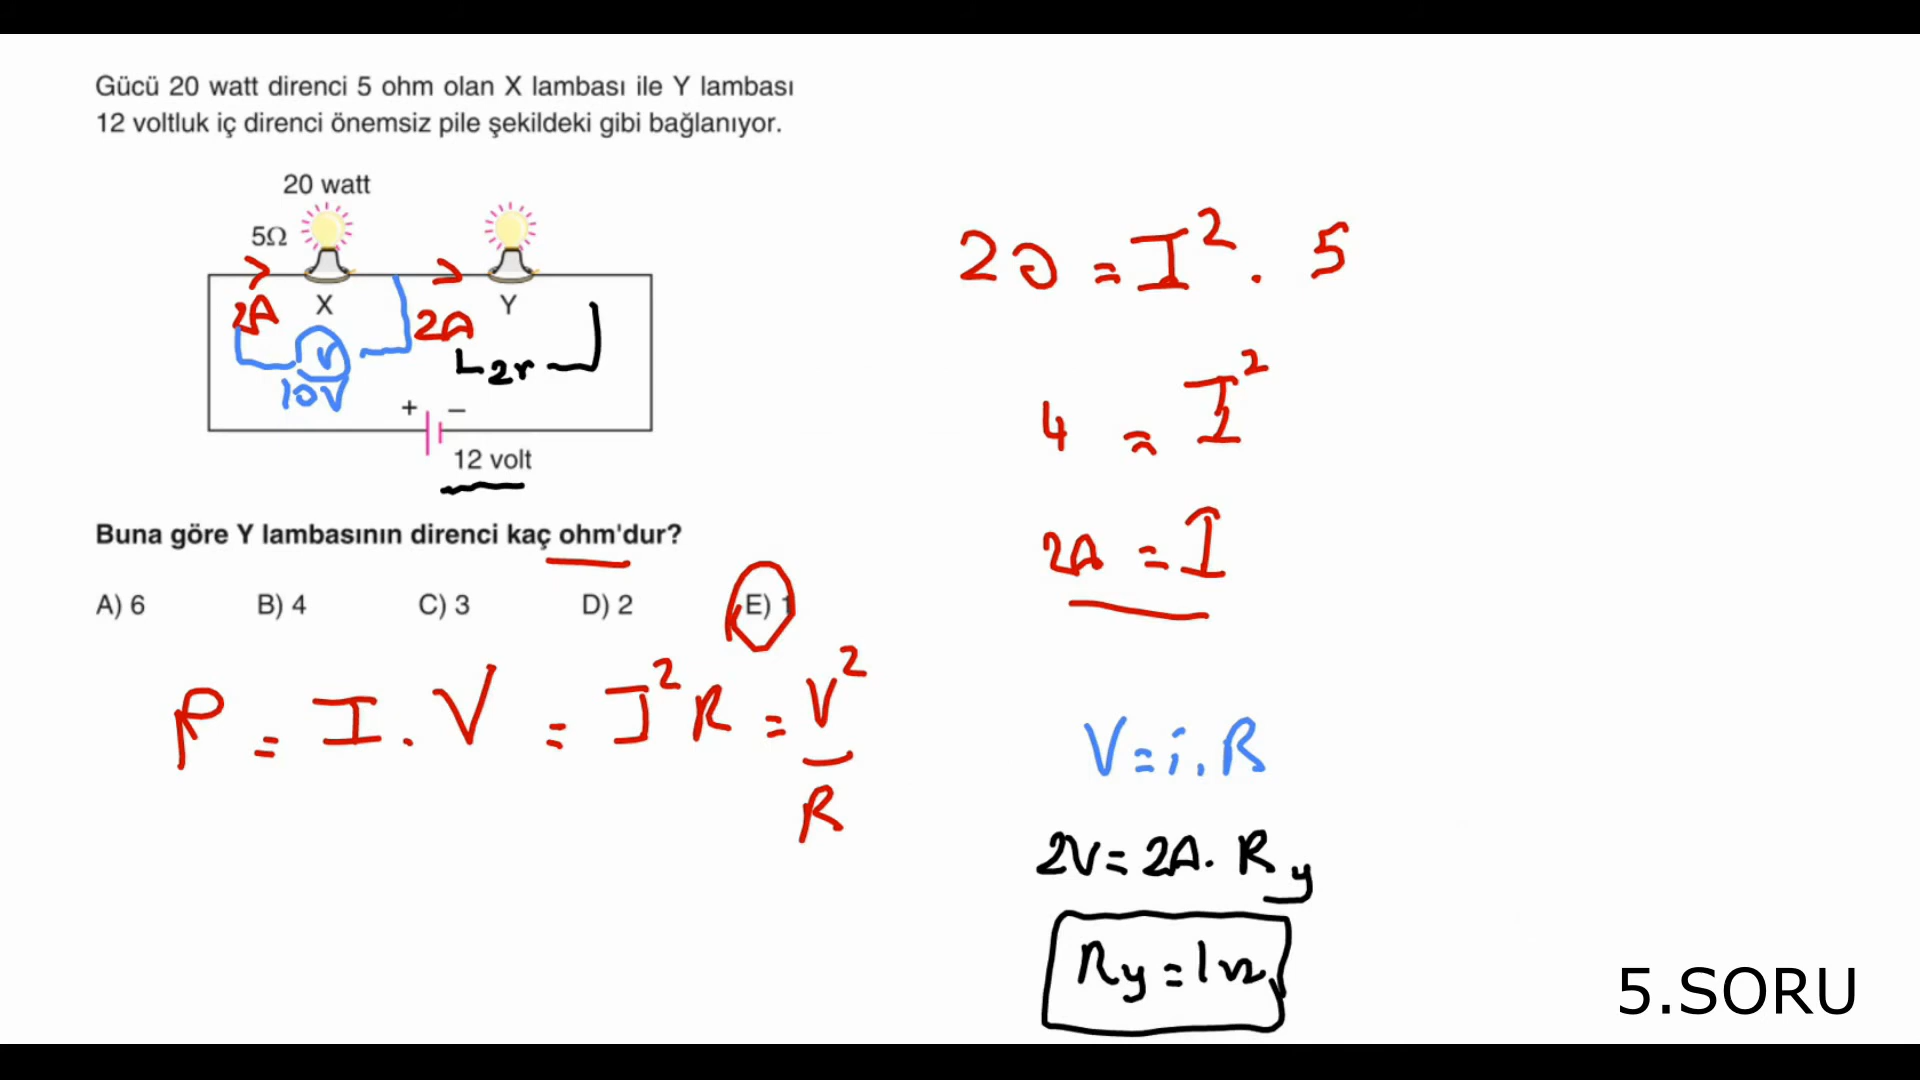 Gücü 20 watt direnci 5 ohm olan X lambası ile Y lambası
12 voltluk iç direnci önemsiz pile şekildeki gibi bağlanıyor.
20 watt
5Ω
X
Y
2A
2A
V
10V
2v
+ −
12 volt
Buna göre Y lambasının direnci kaç ohm'dur?
A) 6 B) 4 C) 3 D) 2 E) 1
P = I . V = I² R = V²/R
20 = I² . 5
4 = I²
2A = I
V = i . R
2V = 2A . Ry
Ry = 1Ω
5.SORU